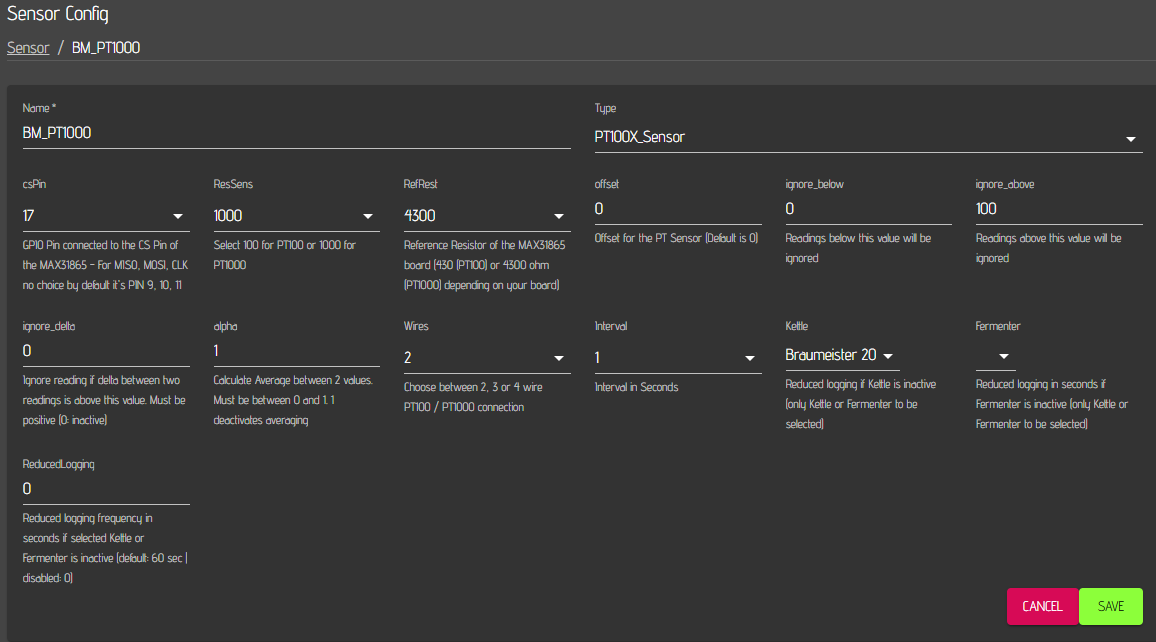 Sensor Config
Sensor / BM_PT1000
Name *
BM_PT1000
Type
PT100X_Sensor
csPin
17
GPIO Pin connected to the CS Pin of
the MAX31865 - For MISO, MOSI, CLK
no choice by default it's PIN 9, 10, 11
ResSens
1000
Select 100 for PT100 or 1000 for
PT1000
RefRest
4300
Reference Resistor of the MAX31865
board (430 (PT100) or 4300 ohm
(PT1000) depending on your board)
offset
0
Offset for the PT Sensor (Default is 0)
ignore_below
0
Readings below this value will be
ignored
ignore_above
100
Readings above this value will be
ignored
ignore_delta
0
Ignore reading if delta between two
readings is above this value. Must be
positive (0: inactive)
alpha
1
Calculate Average between 2 values.
Must be between 0 and 1. 1
deactivates averaging
Wires
2
Choose between 2, 3 or 4 wire
PT100 / PT1000 connection
Interval
1
Interval in Seconds
Kettle
Braumeister 20
Reduced logging if Kettle is inactive
(only Kettle or Fermenter to be
selected)
Fermenter
Reduced logging in seconds if
Fermenter is inactive (only Kettle or
Fermenter to be selected)
ReducedLogging
0
Reduced logging frequency in
seconds if selected Kettle or
Fermenter is inactive (default: 60 sec |
disabled: 0)
CANCEL
SAVE